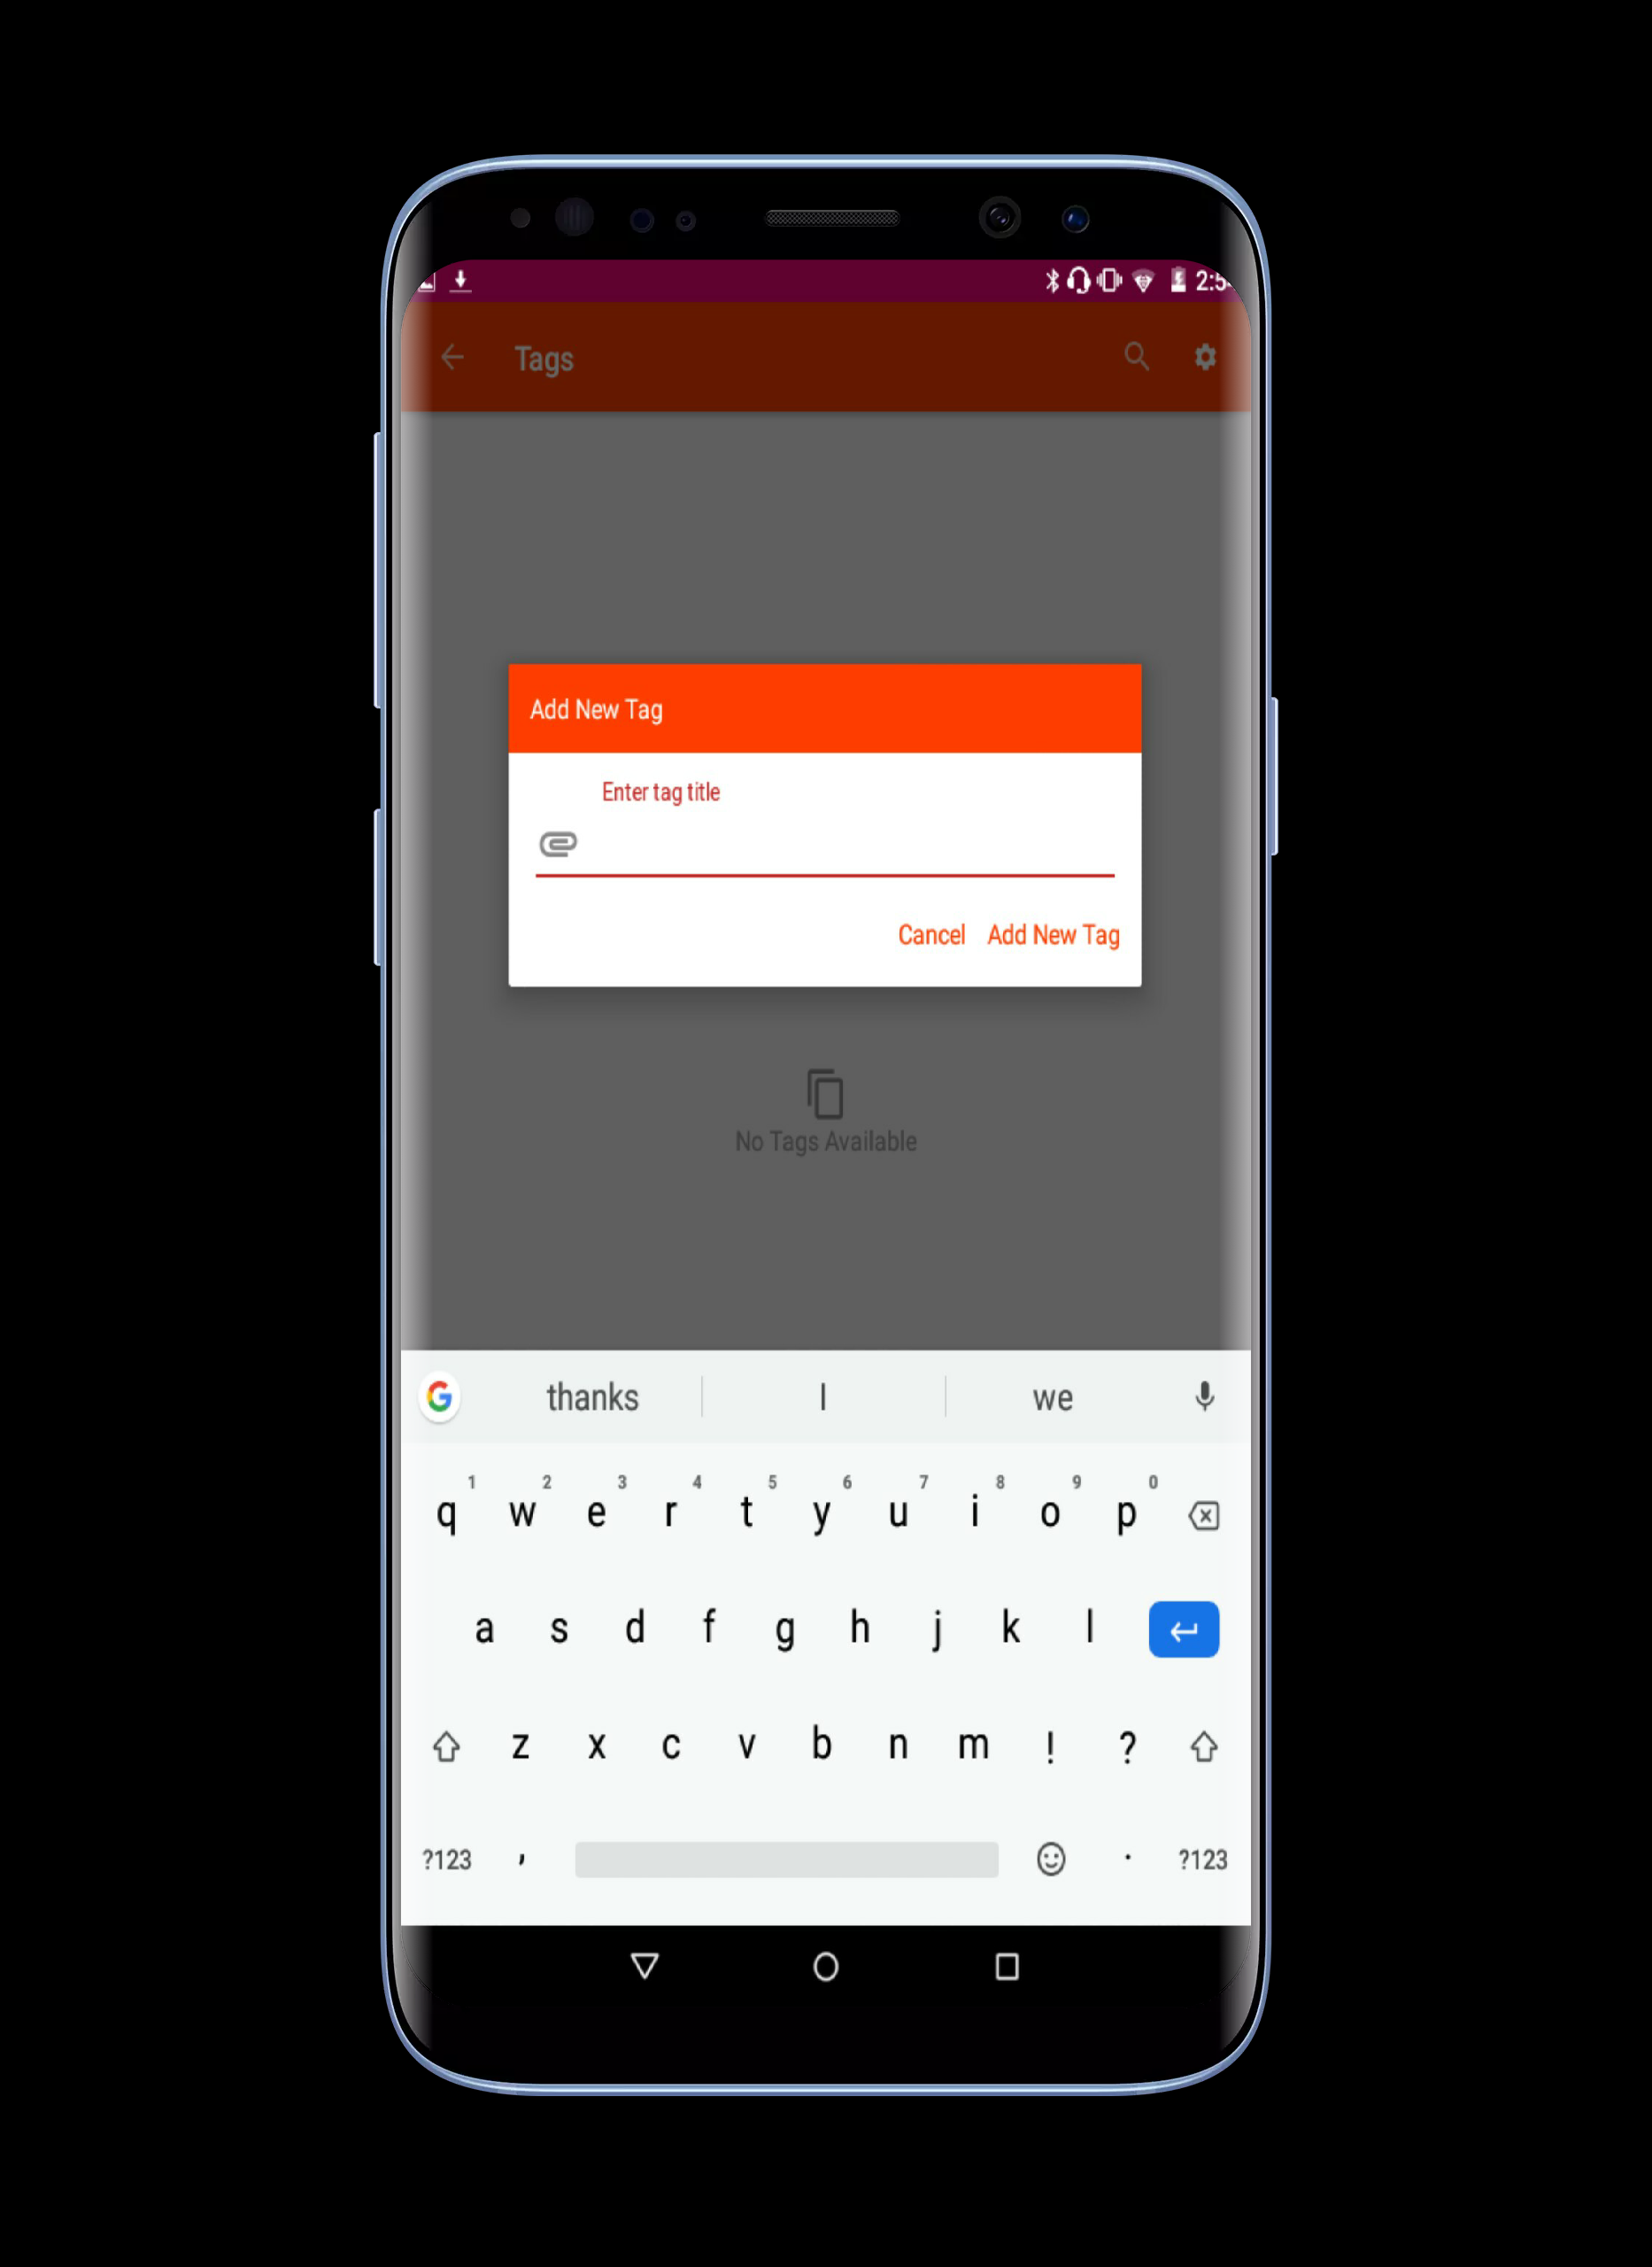 2:5
Tags
Add New Tag
Enter tag title
Cancel Add New Tag
No Tags Available
thanks I we
1 2 3 4 5 6 7 8 9 0
q w e r t y u i o p
a s d f g h j k l
z x c v b n m ! ?
?123 , . ?123